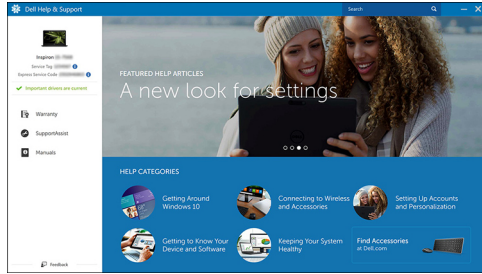 Dell Help & Support
Search
Inspiron
Service Tag
Express Service Code
Important drivers are current
Warranty
SupportAssist
Manuals
Feedback
FEATURED HELP ARTICLES
A new look for settings
HELP CATEGORIES
Getting Around
Windows 10
Connecting to Wireless
and Accessories
Setting Up Accounts
and Personalization
Getting to Know Your
Device and Software
Keeping Your System
Healthy
Find Accessories
at Dell.com